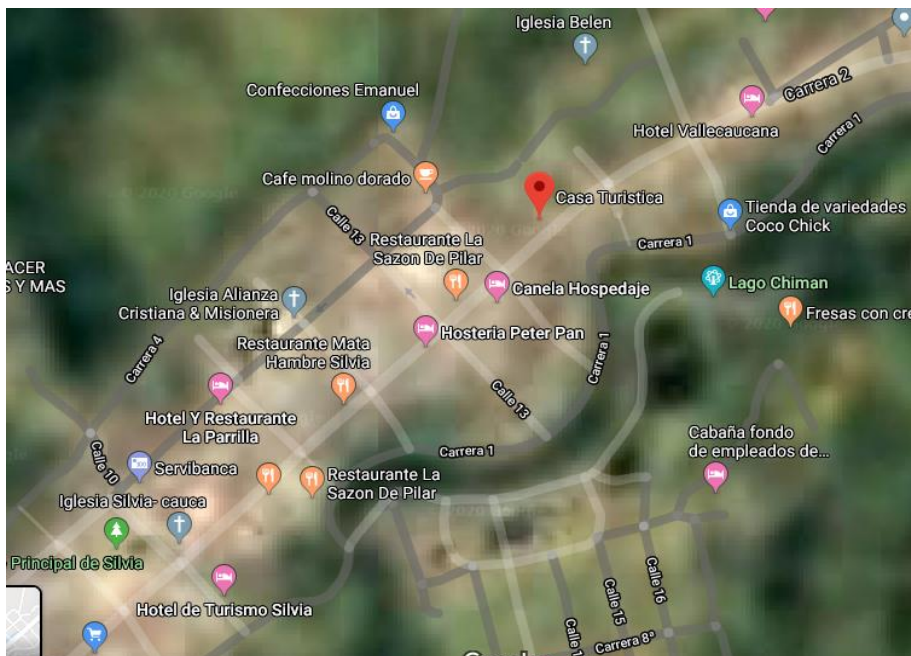 Iglesia Belen
Confecciones Emanuel
Carrera 2
Hotel Vallecaucana
Carrera 1
Cafe molino dorado
Casa Turistica
Tienda de variedades
Coco Chick
Calle 13
Restaurante La
Sazon De Pilar
Carrera 1
ACER
S Y MAS
Iglesia Alianza
Cristiana & Misionera
Canela Hospedaje
Lago Chiman
Fresas con cre
Hosteria Peter Pan
Restaurante Mata
Hambre Silvia
Carrera 4
Carrera 1
Calle 13
Hotel Y Restaurante
La Parrilla
Cabaña fondo
de empleados de...
Calle 10
Carrera 1
Servibanca
Restaurante La
Sazon De Pilar
Iglesia Silvia- cauca
Principal de Silvia
Hotel de Turismo Silvia
Calle 15
Calle 16
Calle 1
Carrera 8ª